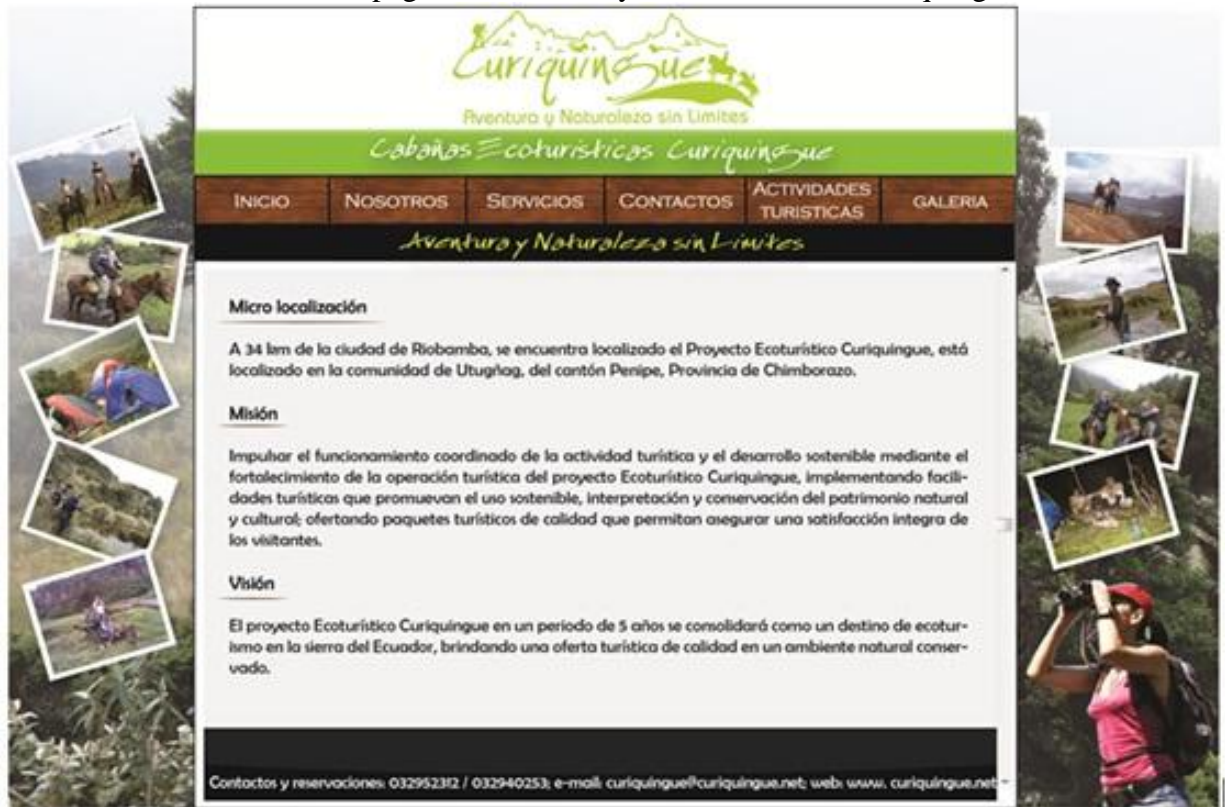 Curiquingue
Aventura y Naturaleza sin Limites
Cabañas Ecoturísticas Curiquingue
INICIO NOSOTROS SERVICIOS CONTACTOS ACTIVIDADES TURISTICAS GALERIA
Aventura y Naturaleza sin Límites
Micro localización
A 34 km de la ciudad de Riobamba, se encuentra localizado el Proyecto Ecoturístico Curiquingue, está
localizado en la comunidad de Utugñag, del cantón Penipe, Provincia de Chimborazo.
Misión
Impulsar el funcionamiento coordinado de la actividad turística y el desarrollo sostenible mediante el
fortalecimiento de la operación turística del proyecto Ecoturístico Curiquingue, implementando facili-
dades turísticas que promuevan el uso sostenible, interpretación y conservación del patrimonio natural
y cultural; ofertando paquetes turísticos de calidad que permitan asegurar una satisfacción integra de
los visitantes.
Visión
El proyecto Ecoturístico Curiquingue en un periodo de 5 años se consolidará como un destino de ecotur-
ismo en la sierra del Ecuador, brindando una oferta turística de calidad en un ambiente natural conser-
vado.
Contactos y reservaciones: 032952312 / 032940253; e-mail: curiquingue@curiquingue.net; web: www. curiquingue.net